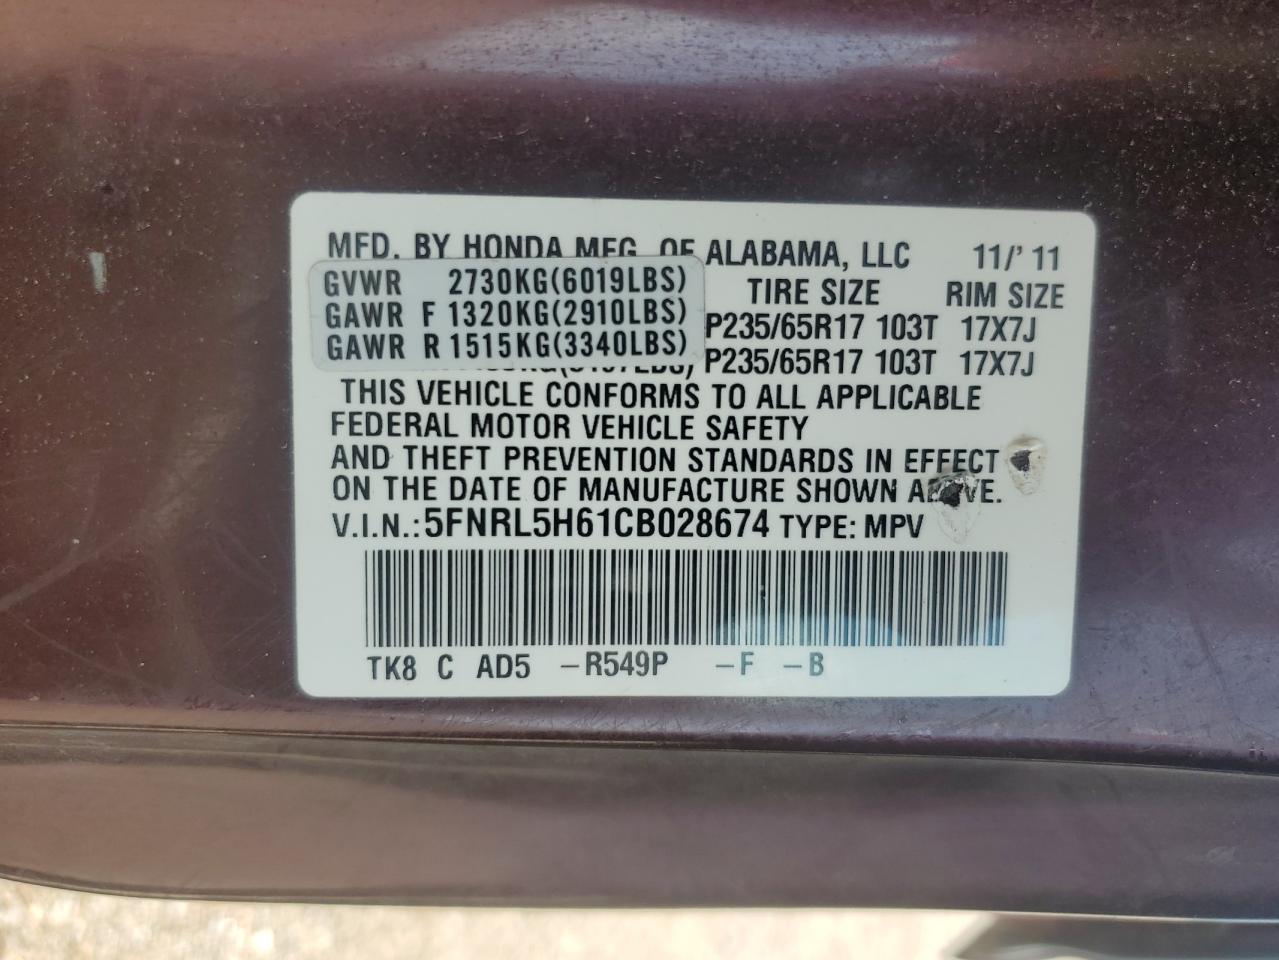 MFD. BY HONDA MFG. OF ALABAMA, LLC 11/' 11
GVWR 2730KG(6019LBS) TIRE SIZE RIM SIZE
GAWR F 1320KG(2910LBS) P235/65R17 103T 17X7J
GAWR R 1515KG(3340LBS) P235/65R17 103T 17X7J
THIS VEHICLE CONFORMS TO ALL APPLICABLE
FEDERAL MOTOR VEHICLE SAFETY
AND THEFT PREVENTION STANDARDS IN EFFECT
ON THE DATE OF MANUFACTURE SHOWN ABOVE.
V.I.N.: 5FNRL5H61CB028674 TYPE: MPV
TK8 C AD5 –R549P –F –B